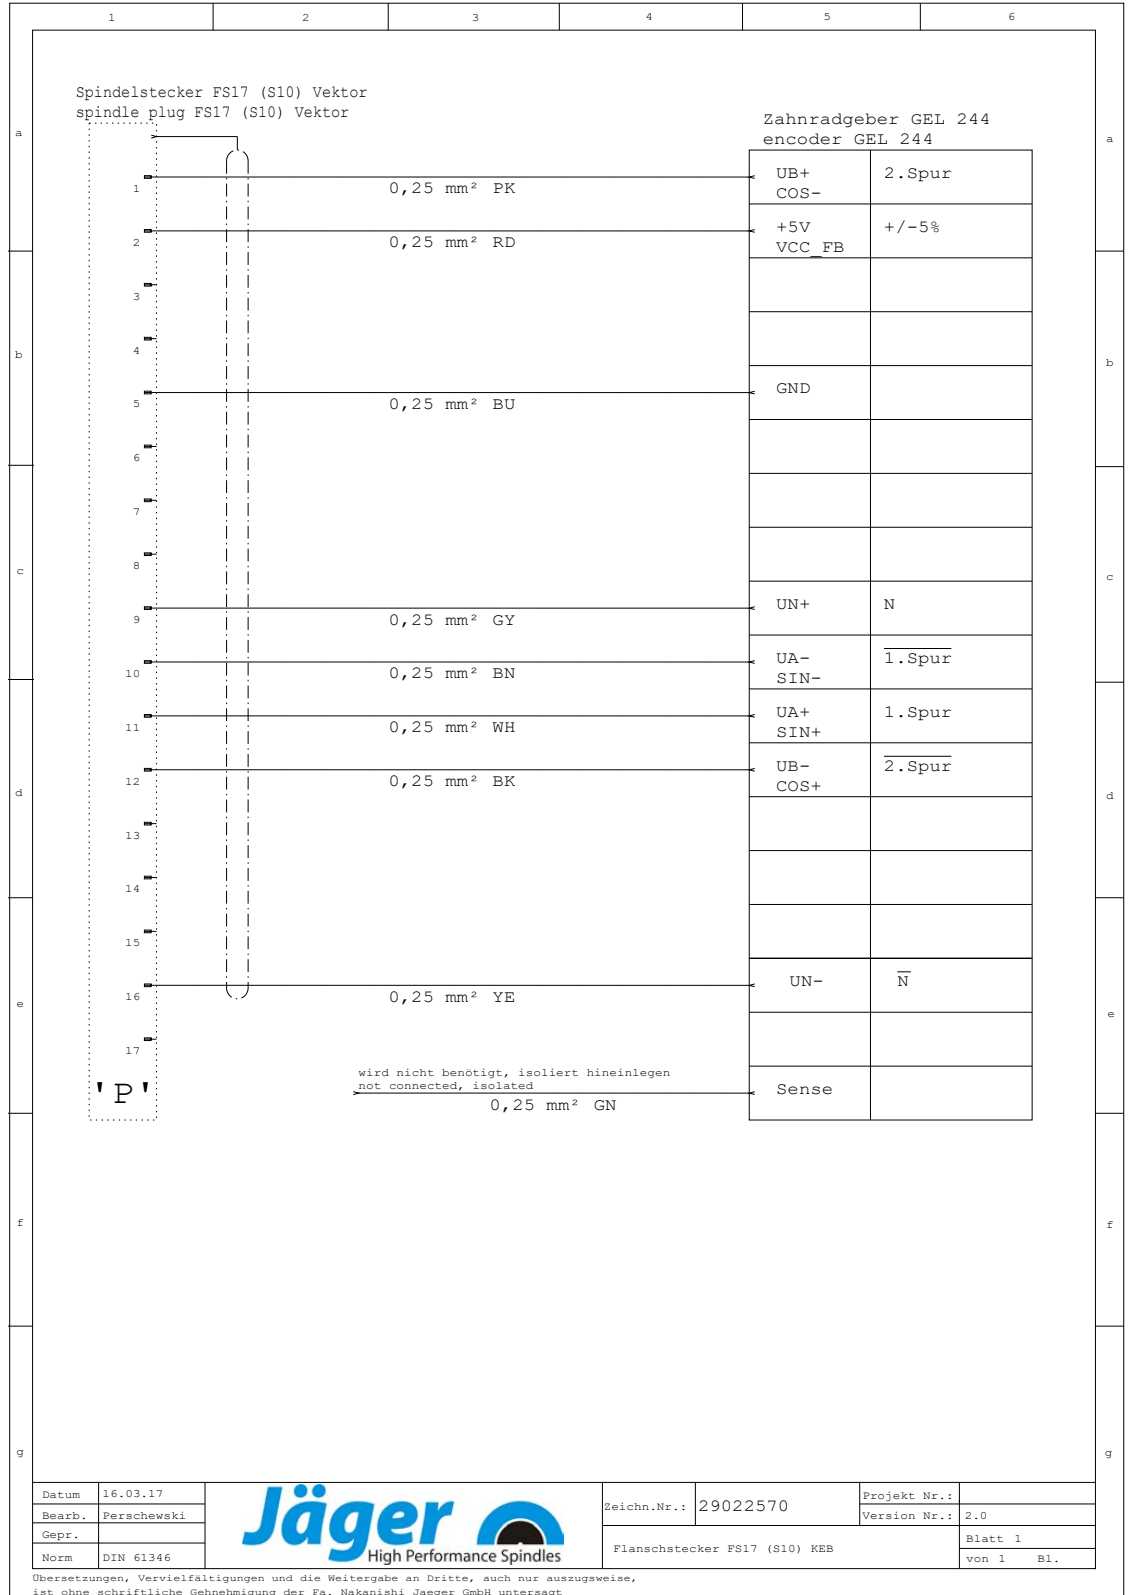 1 2 3 4 5 6
Spindelstecker FS17 (S10) Vektor
spindle plug FS17 (S10) Vektor
Zahnradgeber GEL 244
encoder GEL 244
a a
1 0,25 mm² PK UB+ 2.Spur
COS-
2 0,25 mm² RD +5V +/-5%
VCC_FB
3
4
b b
5 0,25 mm² BU GND
6
7
8
c c
9 0,25 mm² GY UN+ N
10 0,25 mm² BN UA- 1.Spur
SIN-
11 0,25 mm² WH UA+ 1.Spur
SIN+
12 0,25 mm² BK UB- 2.Spur
COS+
d d
13
14
15
16 0,25 mm² YE UN- N
e e
17
wird nicht benötigt, isoliert hineinlegen
not connected, isolated
'P' 0,25 mm² GN Sense
f f
g g
Datum 16.03.17
Bearb. Perschewski
Gepr.
Norm DIN 61346
Jäger
High Performance Spindles
Zeichn.Nr.: 29022570
Flanschstecker FS17 (S10) KEB
Projekt Nr.:
Version Nr.: 2.0
Blatt 1
von 1 Bl.
Übersetzungen, Vervielfältigungen und die Weitergabe an Dritte, auch nur auszugsweise,
ist ohne schriftliche Gehnehmigung der Fa. Nakanishi Jaeger GmbH untersagt